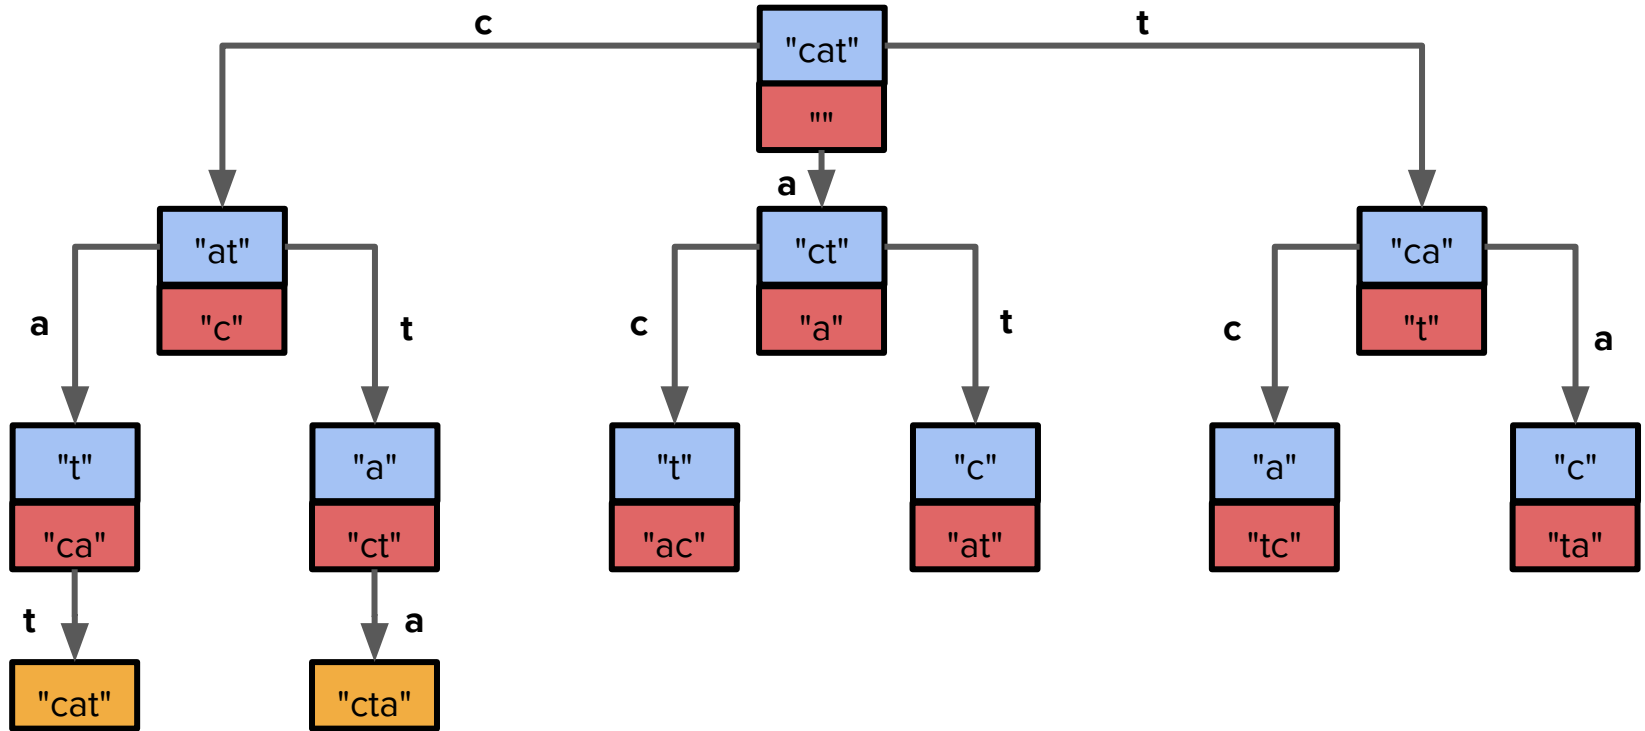 c
"cat"
t
""
a
"at"
"ct"
"ca"
"c"
"a"
"t"
a
t
c
t
c
a
"t"
"a"
"t"
"c"
"a"
"c"
"ca"
"ct"
"ac"
"at"
"tc"
"ta"
t
a
"cat"
"cta"